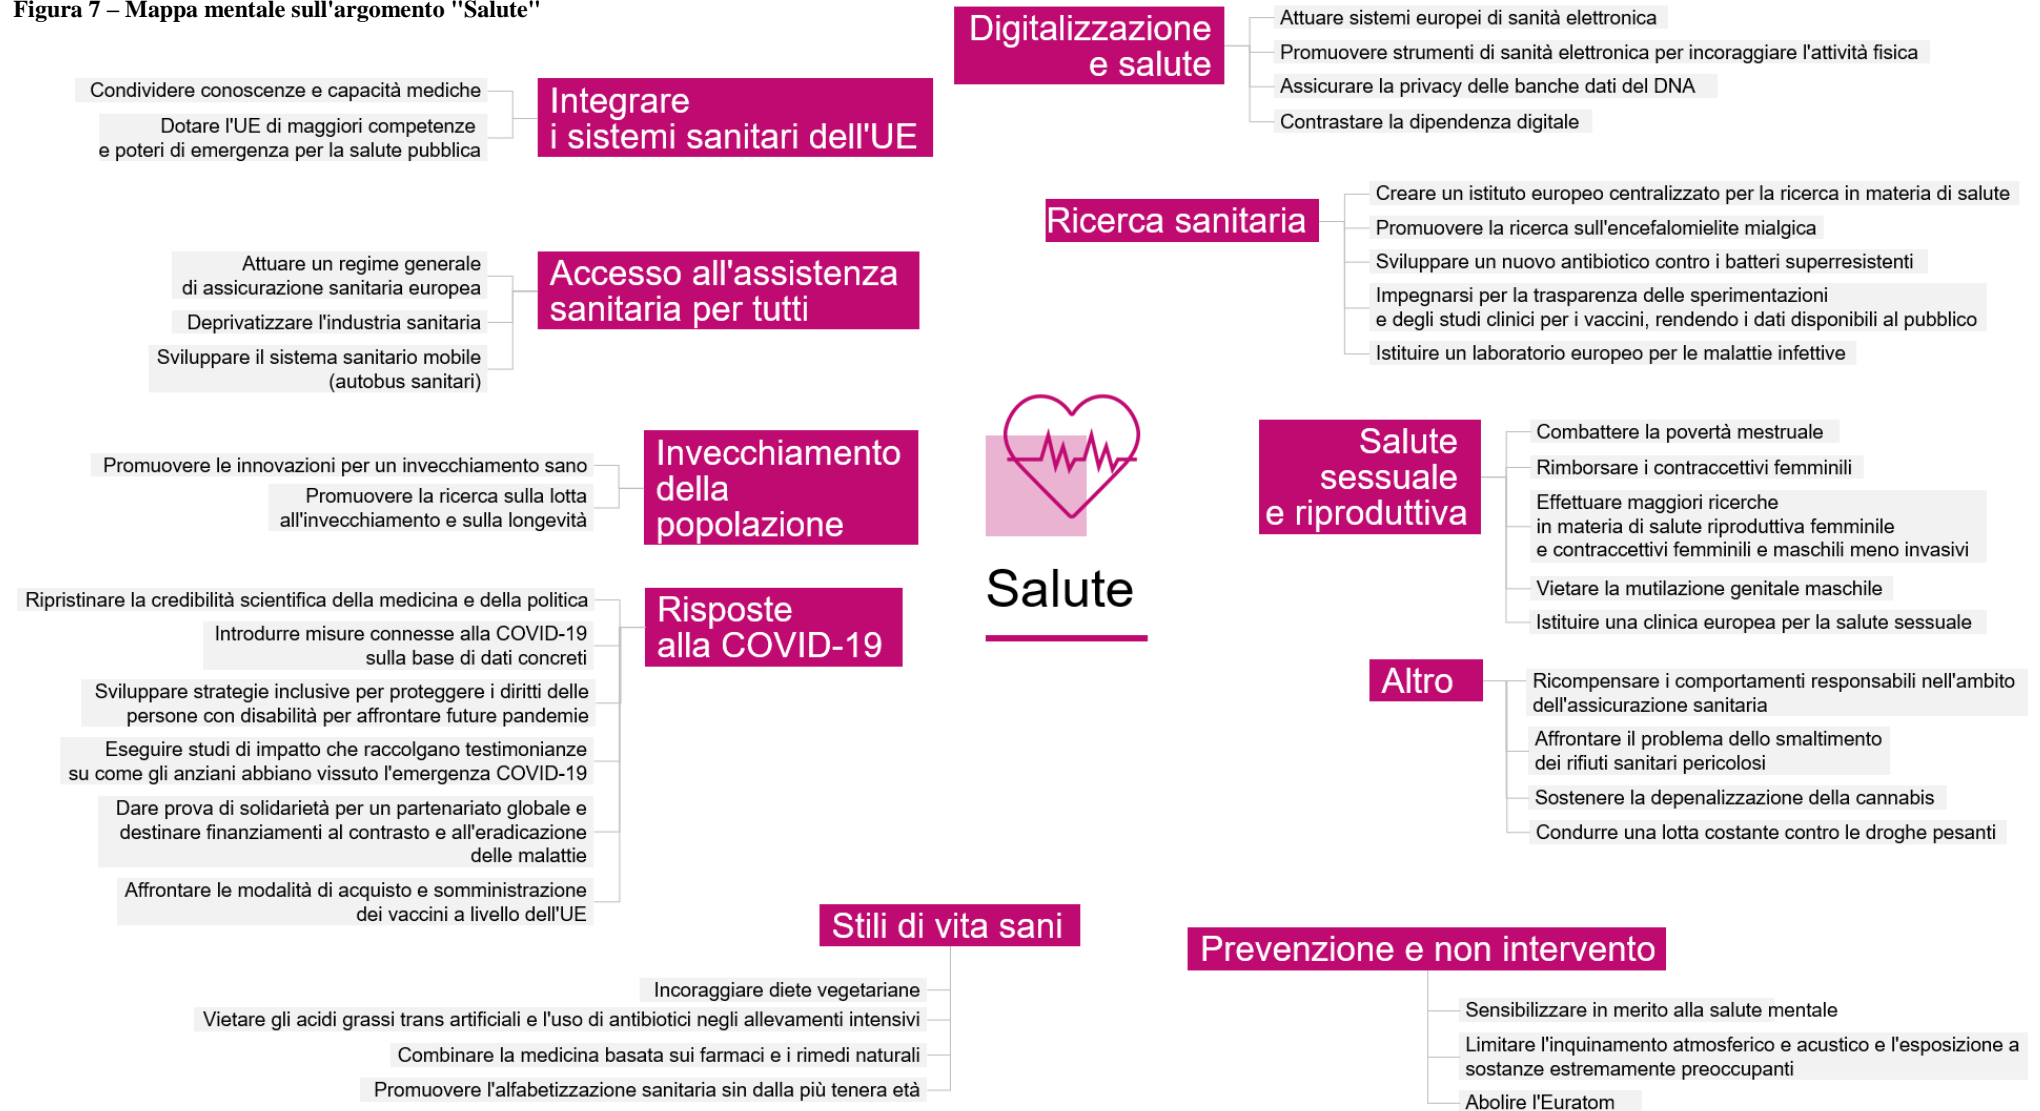 Figura 7 – Mappa mentale sull'argomento "Salute"
Integrare
i sistemi sanitari dell'UE
Condividere conoscenze e capacità mediche
Dotare l'UE di maggiori competenze
e poteri di emergenza per la salute pubblica
Accesso all'assistenza
sanitaria per tutti
Attuare un regime generale
di assicurazione sanitaria europea
Deprivatizzare l'industria sanitaria
Sviluppare il sistema sanitario mobile
(autobus sanitari)
Invecchiamento
della
popolazione
Promuovere le innovazioni per un invecchiamento sano
Promuovere la ricerca sulla lotta
all'invecchiamento e sulla longevità
Risposte
alla COVID-19
Ripristinare la credibilità scientifica della medicina e della politica
Introdurre misure connesse alla COVID-19
sulla base di dati concreti
Sviluppare strategie inclusive per proteggere i diritti delle
persone con disabilità per affrontare future pandemie
Eseguire studi di impatto che raccolgano testimonianze
su come gli anziani abbiano vissuto l'emergenza COVID-19
Dare prova di solidarietà per un partenariato globale e
destinare finanziamenti al contrasto e all'eradicazione
delle malattie
Affrontare le modalità di acquisto e somministrazione
dei vaccini a livello dell'UE
Stili di vita sani
Incoraggiare diete vegetariane
Vietare gli acidi grassi trans artificiali e l'uso di antibiotici negli allevamenti intensivi
Combinare la medicina basata sui farmaci e i rimedi naturali
Promuovere l'alfabetizzazione sanitaria sin dalla più tenera età
Salute
Digitalizzazione
e salute
Attuare sistemi europei di sanità elettronica
Promuovere strumenti di sanità elettronica per incoraggiare l'attività fisica
Assicurare la privacy delle banche dati del DNA
Contrastare la dipendenza digitale
Ricerca sanitaria
Creare un istituto europeo centralizzato per la ricerca in materia di salute
Promuovere la ricerca sull'encefalomielite mialgica
Sviluppare un nuovo antibiotico contro i batteri superresistenti
Impegnarsi per la trasparenza delle sperimentazioni
e degli studi clinici per i vaccini, rendendo i dati disponibili al pubblico
Istituire un laboratorio europeo per le malattie infettive
Salute
sessuale
e riproduttiva
Combattere la povertà mestruale
Rimborsare i contraccettivi femminili
Effettuare maggiori ricerche
in materia di salute riproduttiva femminile
e contraccettivi femminili e maschili meno invasivi
Vietare la mutilazione genitale maschile
Istituire una clinica europea per la salute sessuale
Altro
Ricompensare i comportamenti responsabili nell'ambito
dell'assicurazione sanitaria
Affrontare il problema dello smaltimento
dei rifiuti sanitari pericolosi
Sostenere la depenalizzazione della cannabis
Condurre una lotta costante contro le droghe pesanti
Prevenzione e non intervento
Sensibilizzare in merito alla salute mentale
Limitare l'inquinamento atmosferico e acustico e l'esposizione a
sostanze estremamente preoccupanti
Abolire l'Euratom